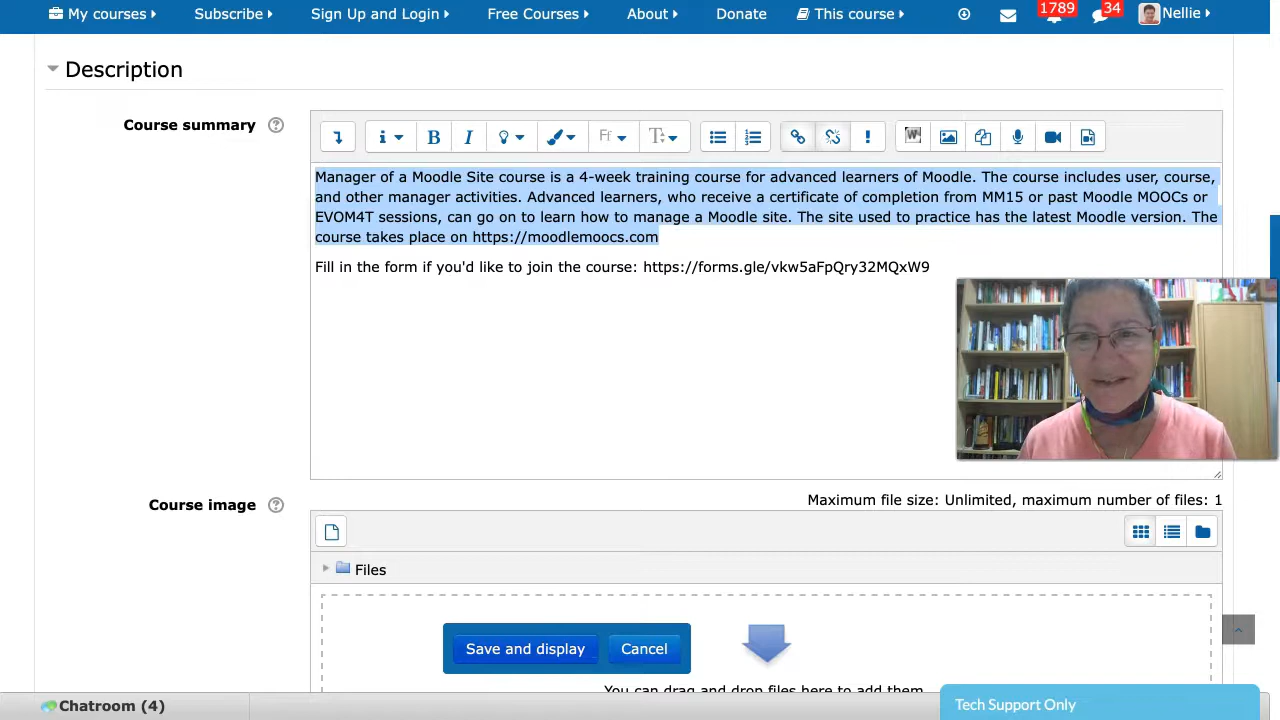 My courses Subscribe Sign Up and Login Free Courses About Donate This course 1789 34 Nellie
Description
Course summary
Manager of a Moodle Site course is a 4-week training course for advanced learners of Moodle. The course includes user, course,
and other manager activities. Advanced learners, who receive a certificate of completion from MM15 or past Moodle MOOCs or
EVOM4T sessions, can go on to learn how to manage a Moodle site. The site used to practice has the latest Moodle version. The
course takes place on https://moodlemoocs.com
Fill in the form if you'd like to join the course: https://forms.gle/vkw5aFpQry32MQxW9
Course image
Maximum file size: Unlimited, maximum number of files: 1
Files
Save and display Cancel
You can drag and drop files here to add them.
Chatroom (4)
Tech Support Only